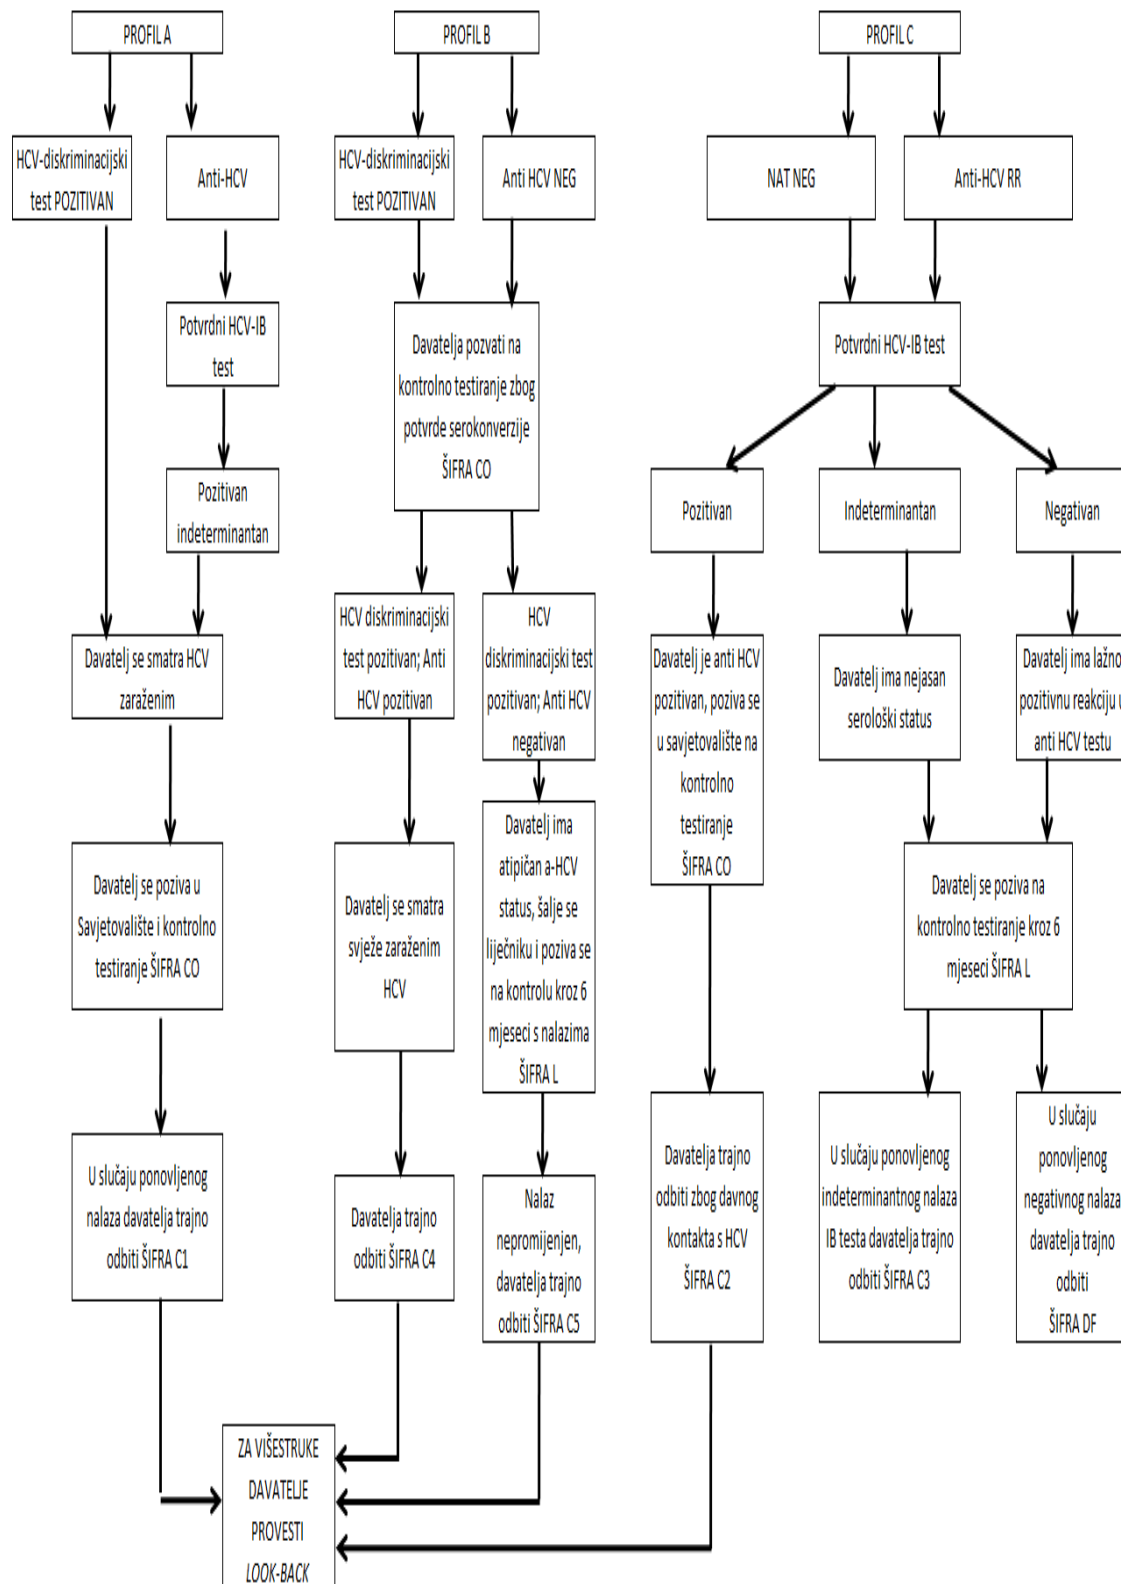 PROFIL A
HCV-diskriminacijski
test POZITIVAN
Anti-HCV
Potvrdni HCV-IB
test
Pozitivan
indeterminantan
Davatelj se smatra HCV
zaraženim
Davatelj se poziva u
Savjetovalište i kontrolno
testiranje ŠIFRA CO
U slučaju ponovljenog
nalaza davatelja trajno
odbiti ŠIFRA C1
PROFIL B
HCV-diskriminacijski
test POZITIVAN
Anti HCV NEG
Davatelja pozvati na
kontrolno testiranje zbog
potvrde serokonverzije
ŠIFRA CO
HCV diskriminacijski
test pozitivan; Anti
HCV pozitivan
HCV
diskriminacijski test
pozitivan; Anti HCV
negativan
Davatelj se smatra
svježe zaraženim
HCV
Davatelj ima
atipičan a-HCV
status, šalje se
liječniku i poziva se
na kontrolu kroz 6
mjeseci s nalazima
ŠIFRA L
Davatelja trajno
odbiti ŠIFRA C4
Nalaz
nepromijenjen,
davatelja trajno
odbiti ŠIFRA C5
PROFIL C
NAT NEG
Anti-HCV RR
Potvrdni HCV-IB test
Pozitivan
Indeterminantan
Negativan
Davatelj je anti HCV
pozitivan, poziva se
u savjetovalište na
kontrolno
testiranje
ŠIFRA CO
Davatelj ima nejasan
serološki status
Davatelj ima lažno
pozitivnu reakciju u
anti HCV testu
Davatelj se poziva na
kontrolno testiranje kroz 6
mjeseci ŠIFRA L
Davatelja trajno
odbiti zbog davnog
kontakta s HCV
ŠIFRA C2
U slučaju ponovljenog
indeterminantnog nalaza
IB testa davatelja trajno
odbiti ŠIFRA C3
U slučaju
ponovljenog
negativnog nalaza
davatelja trajno
odbiti
ŠIFRA DF
ZA VIŠESTRUKE
DAVATELJE
PROVESTI
LOOK-BACK